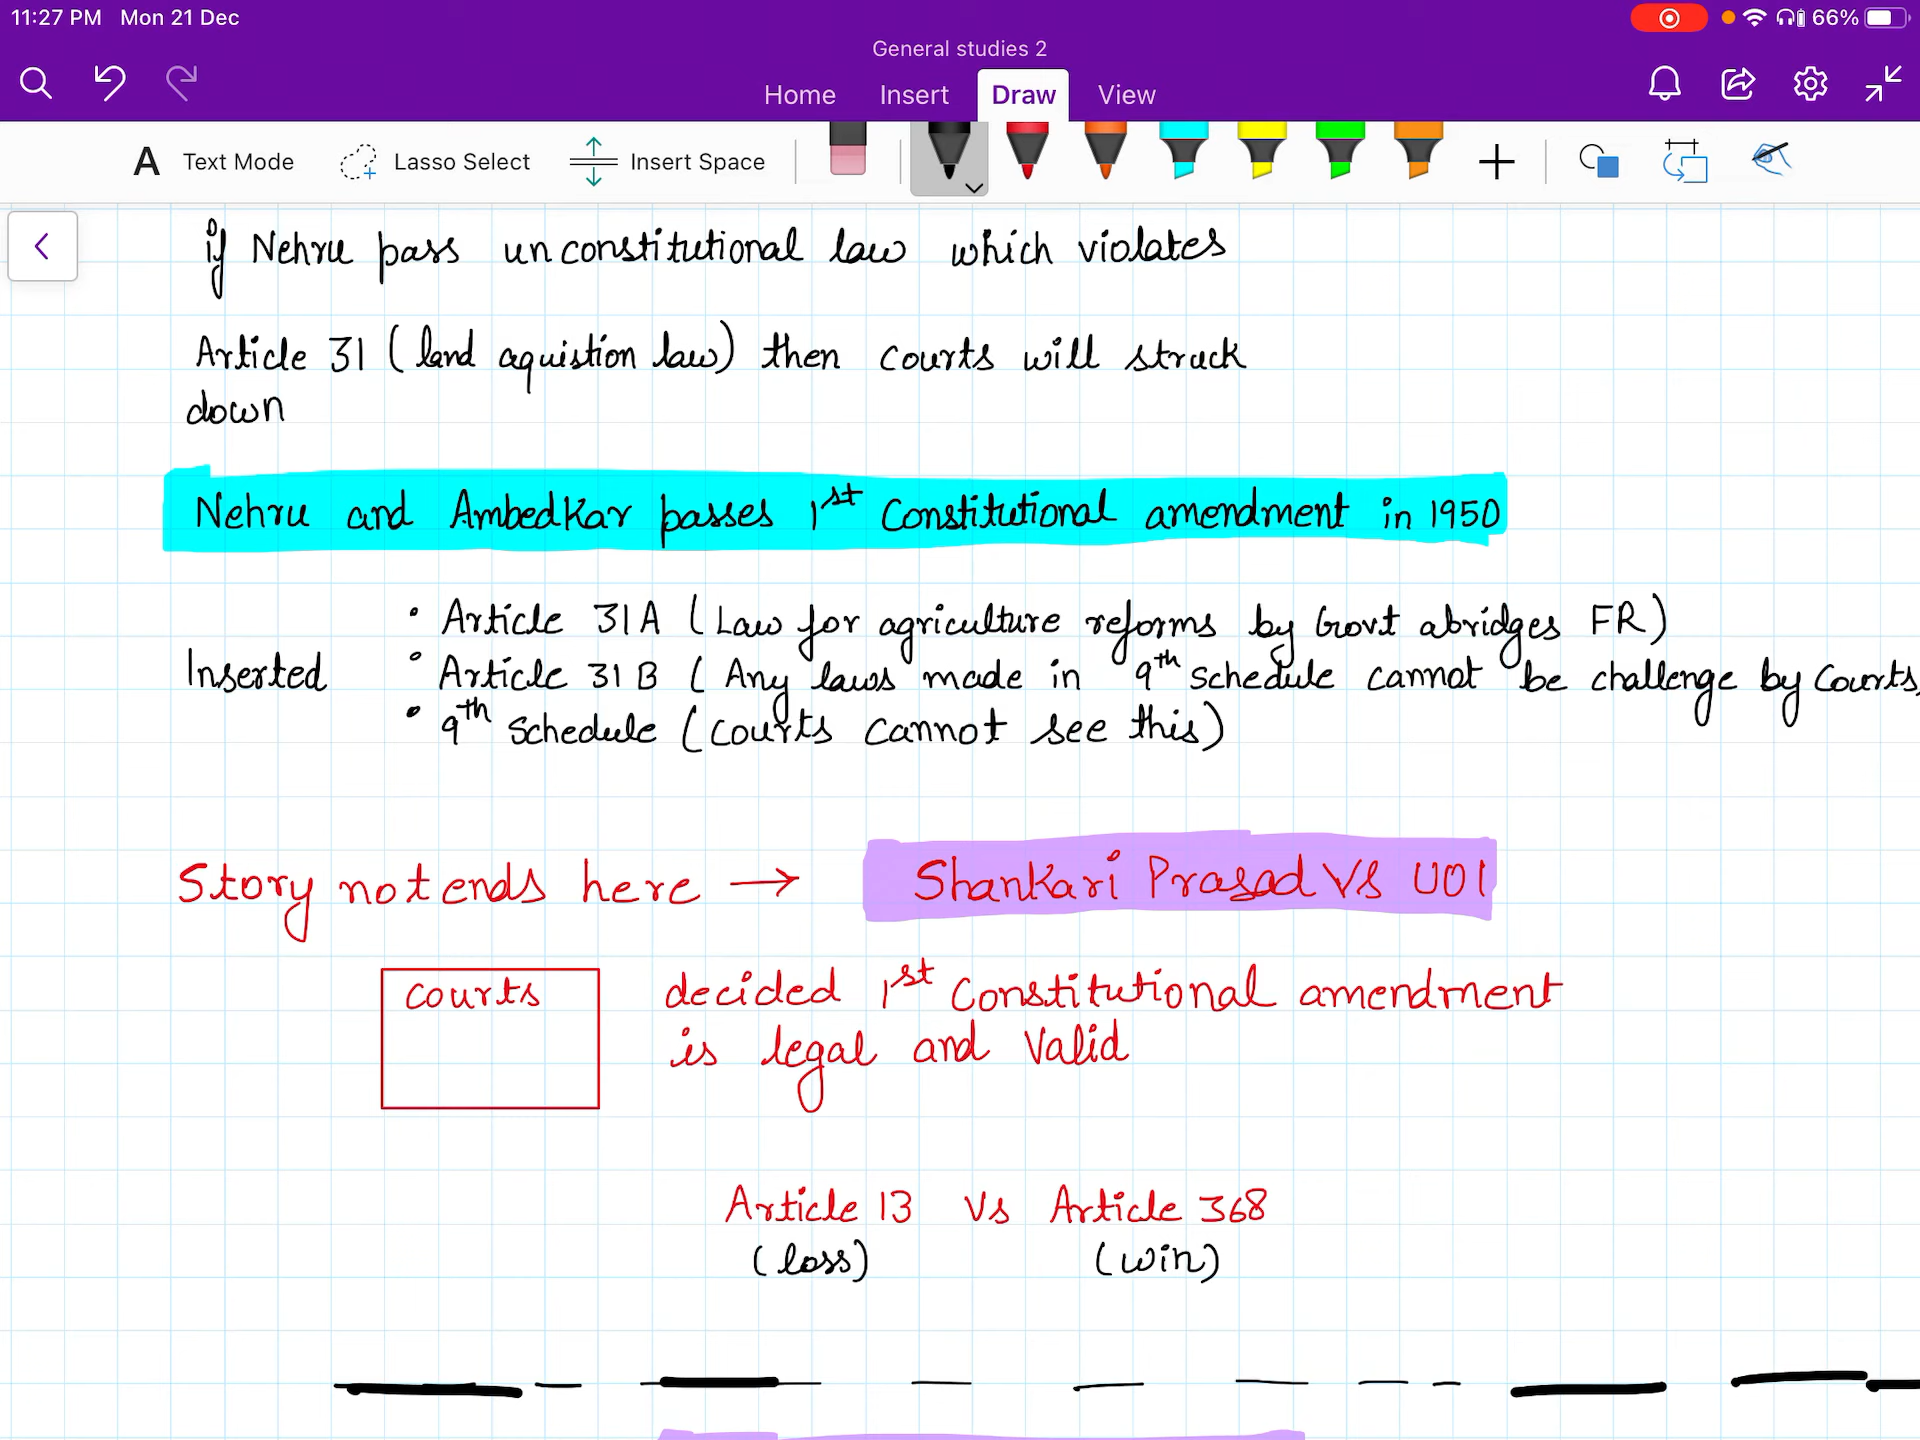 11:27 PM Mon 21 Dec
66%
General studies 2
Home Insert Draw View
A Text Mode Lasso Select Insert Space
if Nehru pass unconstitutional law which violates
Article 31 (land aquistion law) then courts will struck
down
Nehru and Ambedkar passes 1st Constitutional amendment in 1950
• Article 31A (Law for agriculture reforms by Govt abridges FR)
Inserted • Article 31B (Any laws made in 9th schedule cannot be challenge by Courts,
• 9th Schedule (courts cannot see this)
Story not ends here → Shankari Prasad Vs UOI
courts decided 1st Constitutional amendment
is legal and Valid
Article 13 Vs Article 368
(loss) (win)